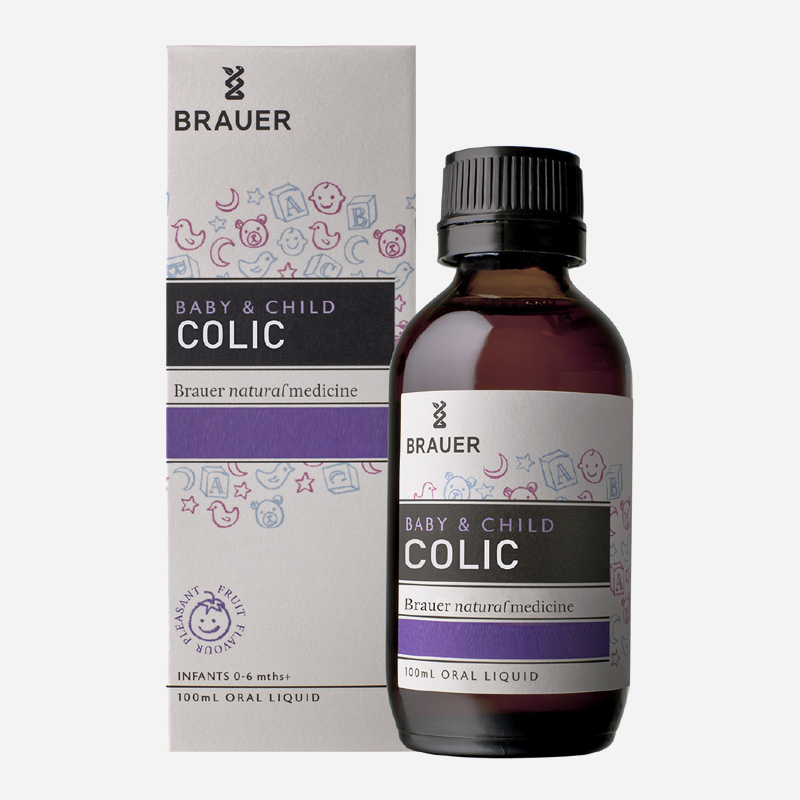 BRAUER
A
B
B
C
BABY & CHILD
COLIC
Brauer natural medicine
A
PLEASANT FRUIT FLAVOUR
INFANTS 0-6 mths+
100mL ORAL LIQUID
BRAUER
A
B
BABY & CHILD
COLIC
A
Brauer natural medicine
100mL ORAL LIQUID